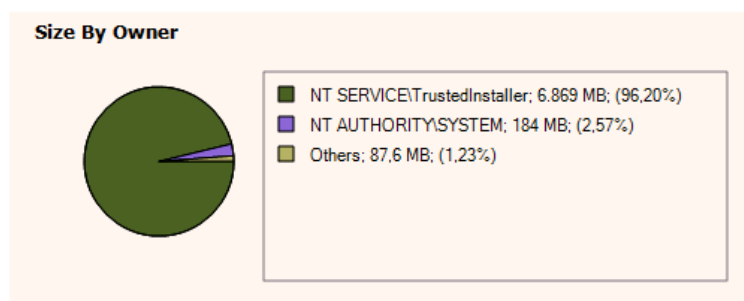 Size By Owner
NT SERVICE\TrustedInstaller; 6.869 MB; (96,20%)
NT AUTHORITY\SYSTEM; 184 MB; (2,57%)
Others; 87,6 MB; (1,23%)